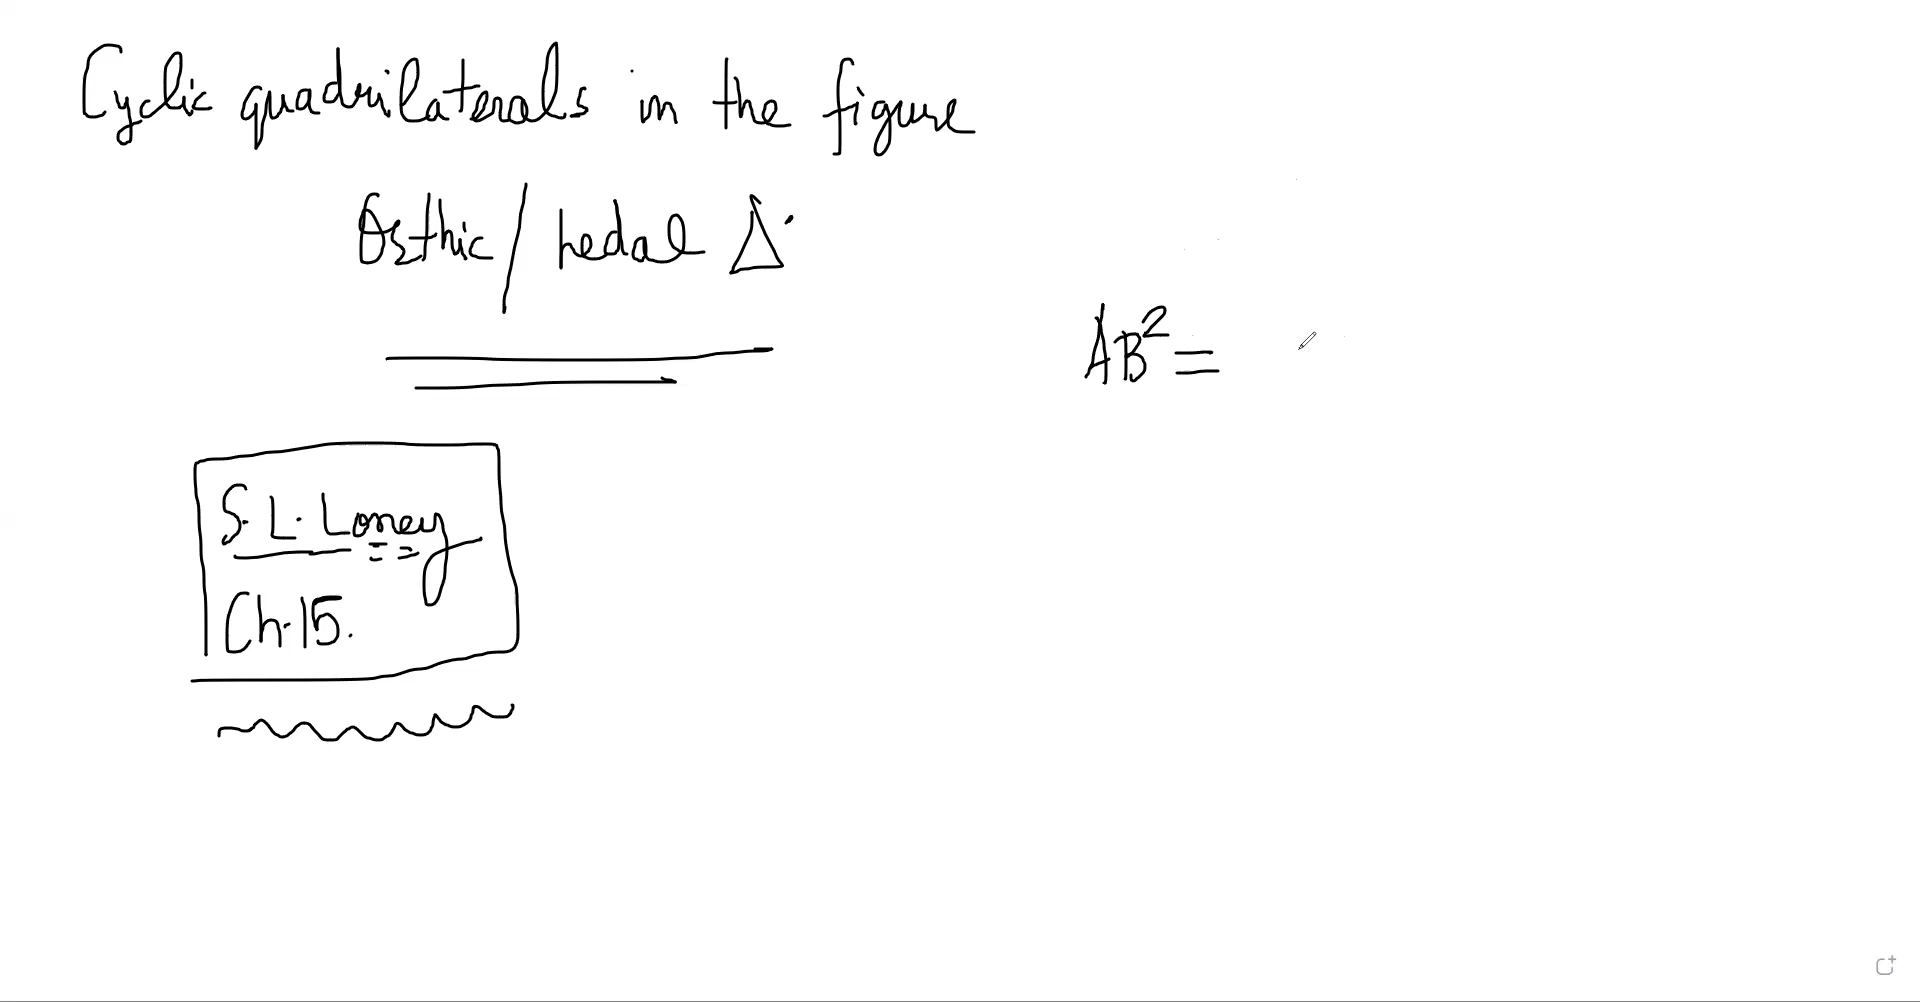 Cyclic quadrilaterals in the figure
Orthic / pedal Δ.
AB² =
S. L. Loney
Ch. 15.